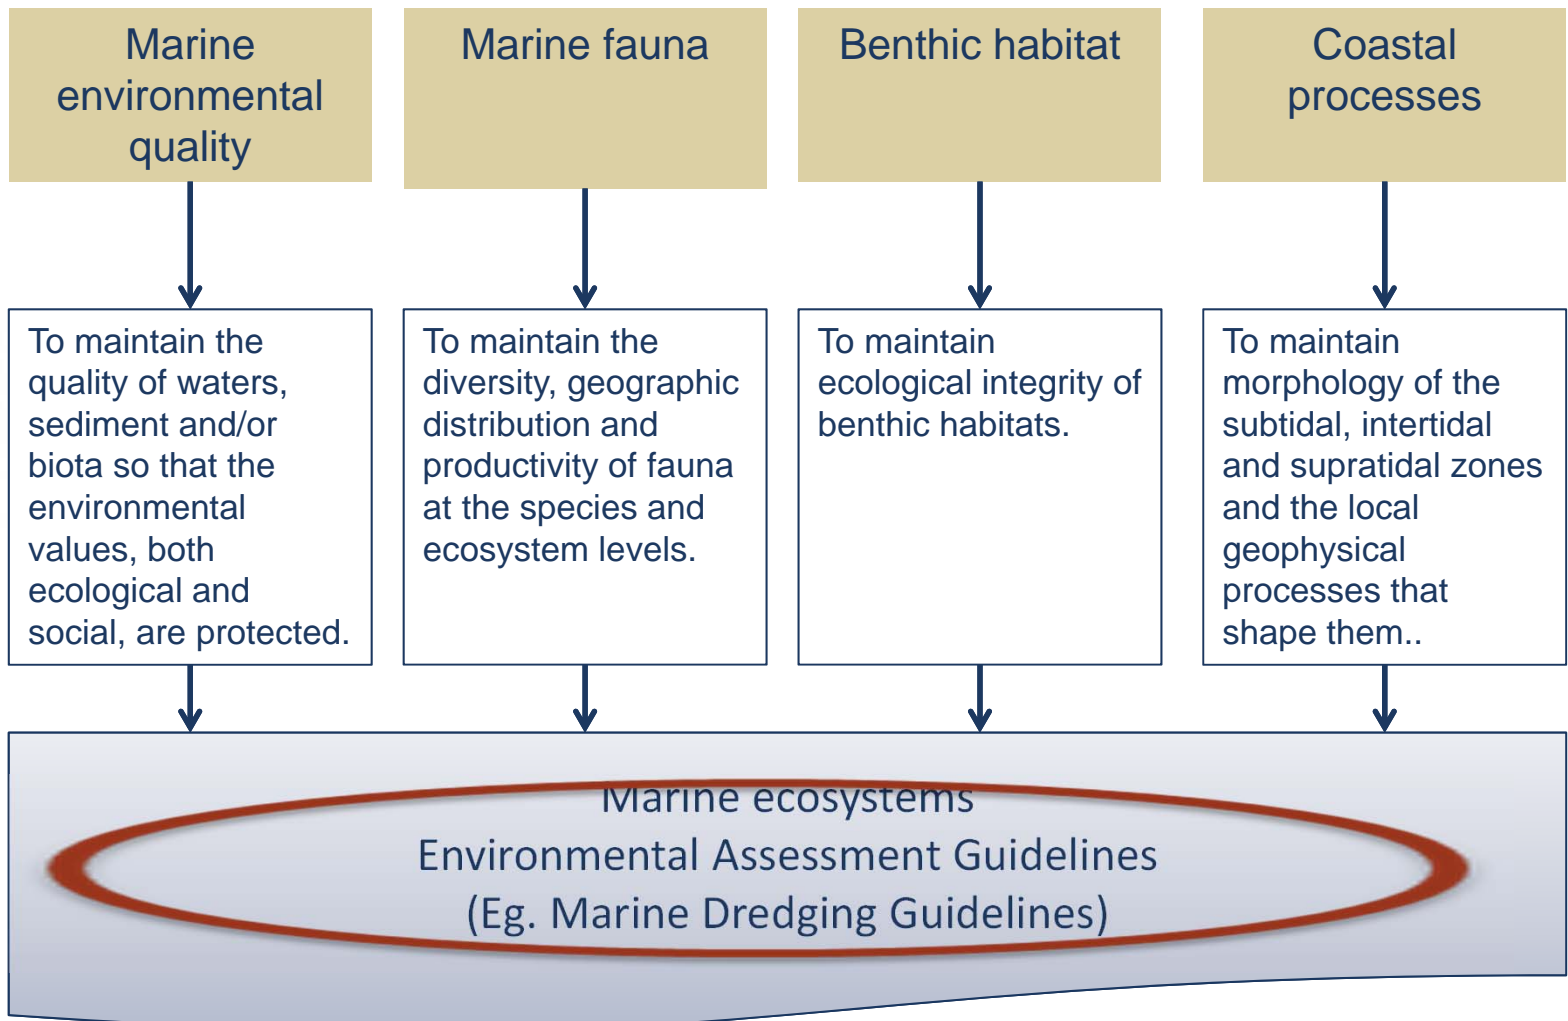 Marine
environmental
quality
Marine fauna
Benthic habitat
Coastal
processes
To maintain the
quality of waters,
sediment and/or
biota so that the
environmental
values, both
ecological and
social, are protected.
To maintain the
diversity, geographic
distribution and
productivity of fauna
at the species and
ecosystem levels.
To maintain
ecological integrity of
benthic habitats.
To maintain
morphology of the
subtidal, intertidal
and supratidal zones
and the local
geophysical
processes that
shape them..
Marine ecosystems
Environmental Assessment Guidelines
(Eg. Marine Dredging Guidelines)